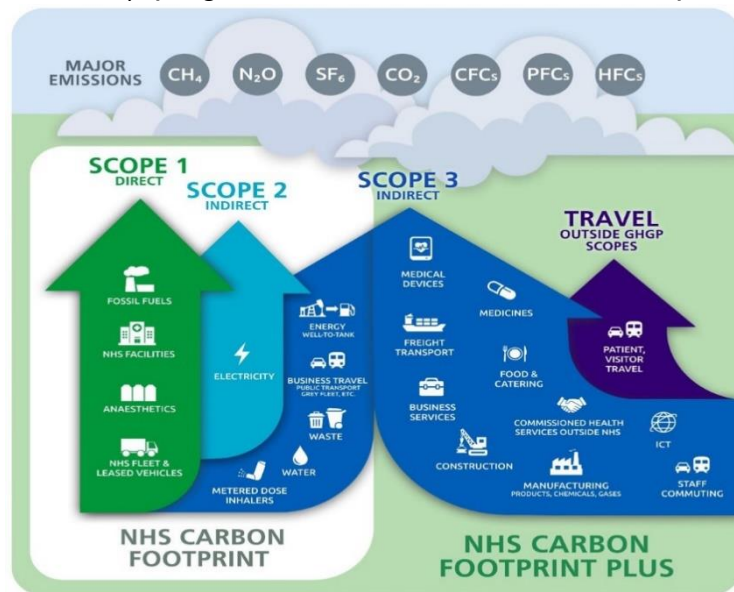 MAJOR
EMISSIONS
CH₄
N₂O
SF₆
CO₂
CFCs
PFCs
HFCs
SCOPE 1
DIRECT
SCOPE 2
INDIRECT
SCOPE 3
INDIRECT
TRAVEL
OUTSIDE GHGP
SCOPES
FOSSIL FUELS
NHS FACILITIES
ANAESTHETICS
NHS FLEET &
LEASED VEHICLES
ELECTRICITY
ENERGY
WELL-TO-TANK
BUSINESS TRAVEL
PUBLIC TRANSPORT
GREY FLEET, ETC.
WASTE
WATER
METERED DOSE
INHALERS
MEDICAL
DEVICES
MEDICINES
FREIGHT
TRANSPORT
FOOD &
CATERING
BUSINESS
SERVICES
COMMISSIONED HEALTH
SERVICES OUTSIDE NHS
CONSTRUCTION
MANUFACTURING
PRODUCTS, CHEMICALS, GASES
PATIENT,
VISITOR
TRAVEL
ICT
STAFF
COMMUTING
NHS CARBON
FOOTPRINT
NHS CARBON
FOOTPRINT PLUS